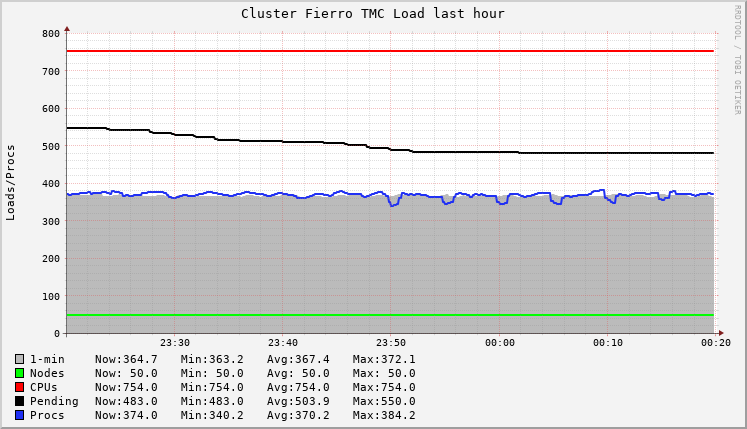 Cluster Fierro TMC Load last hour
RRDTOOL / TOBI OETIKER
Loads/Procs
800
700
600
500
400
300
200
100
0
23:30 23:40 23:50 00:00 00:10 00:20
1-min Now:364.7 Min:363.2 Avg:367.4 Max:372.1
Nodes Now: 50.0 Min: 50.0 Avg: 50.0 Max: 50.0
CPUs Now:754.0 Min:754.0 Avg:754.0 Max:754.0
Pending Now:483.0 Min:483.0 Avg:503.9 Max:550.0
Procs Now:374.0 Min:340.2 Avg:370.2 Max:384.2